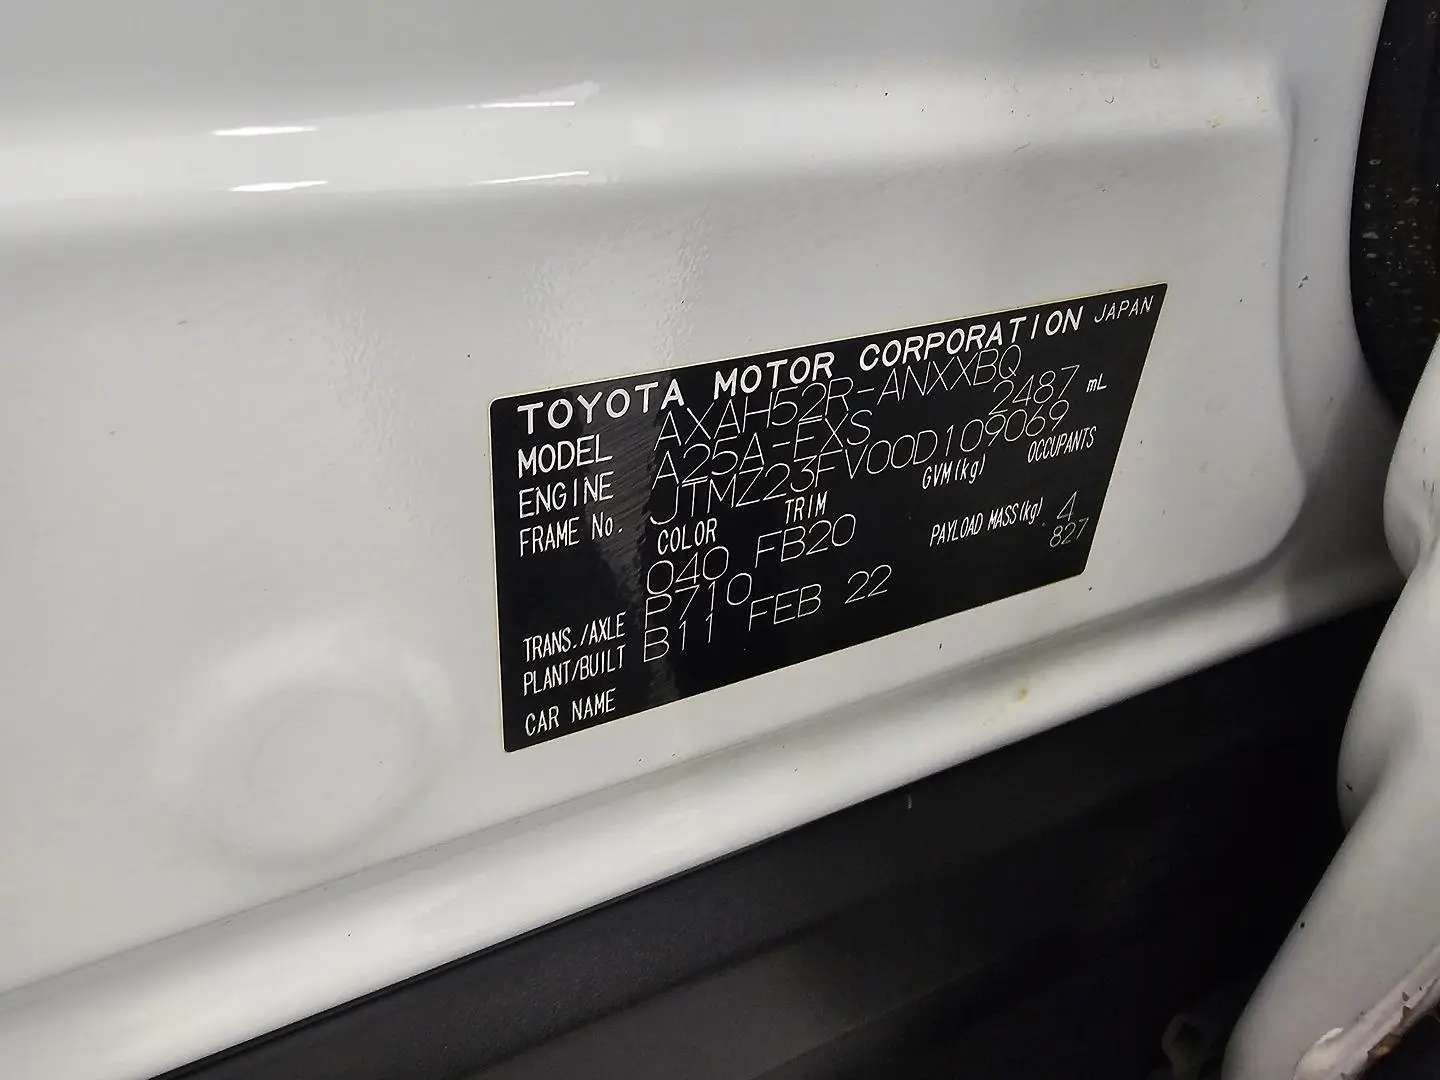 TOYOTA MOTOR CORPORATION JAPAN
MODEL AXAH52R-ANXXBQ
ENGINE A25A-FXS 2487 mL
FRAME No. JTMZ23FV00D109069
COLOR TRIM GVM(kg) OCCUPANTS
040 FB20 PAYLOAD MASS(kg) 4
827
TRANS./AXLE P710
PLANT/BUILT B11 FEB 22
CAR NAME